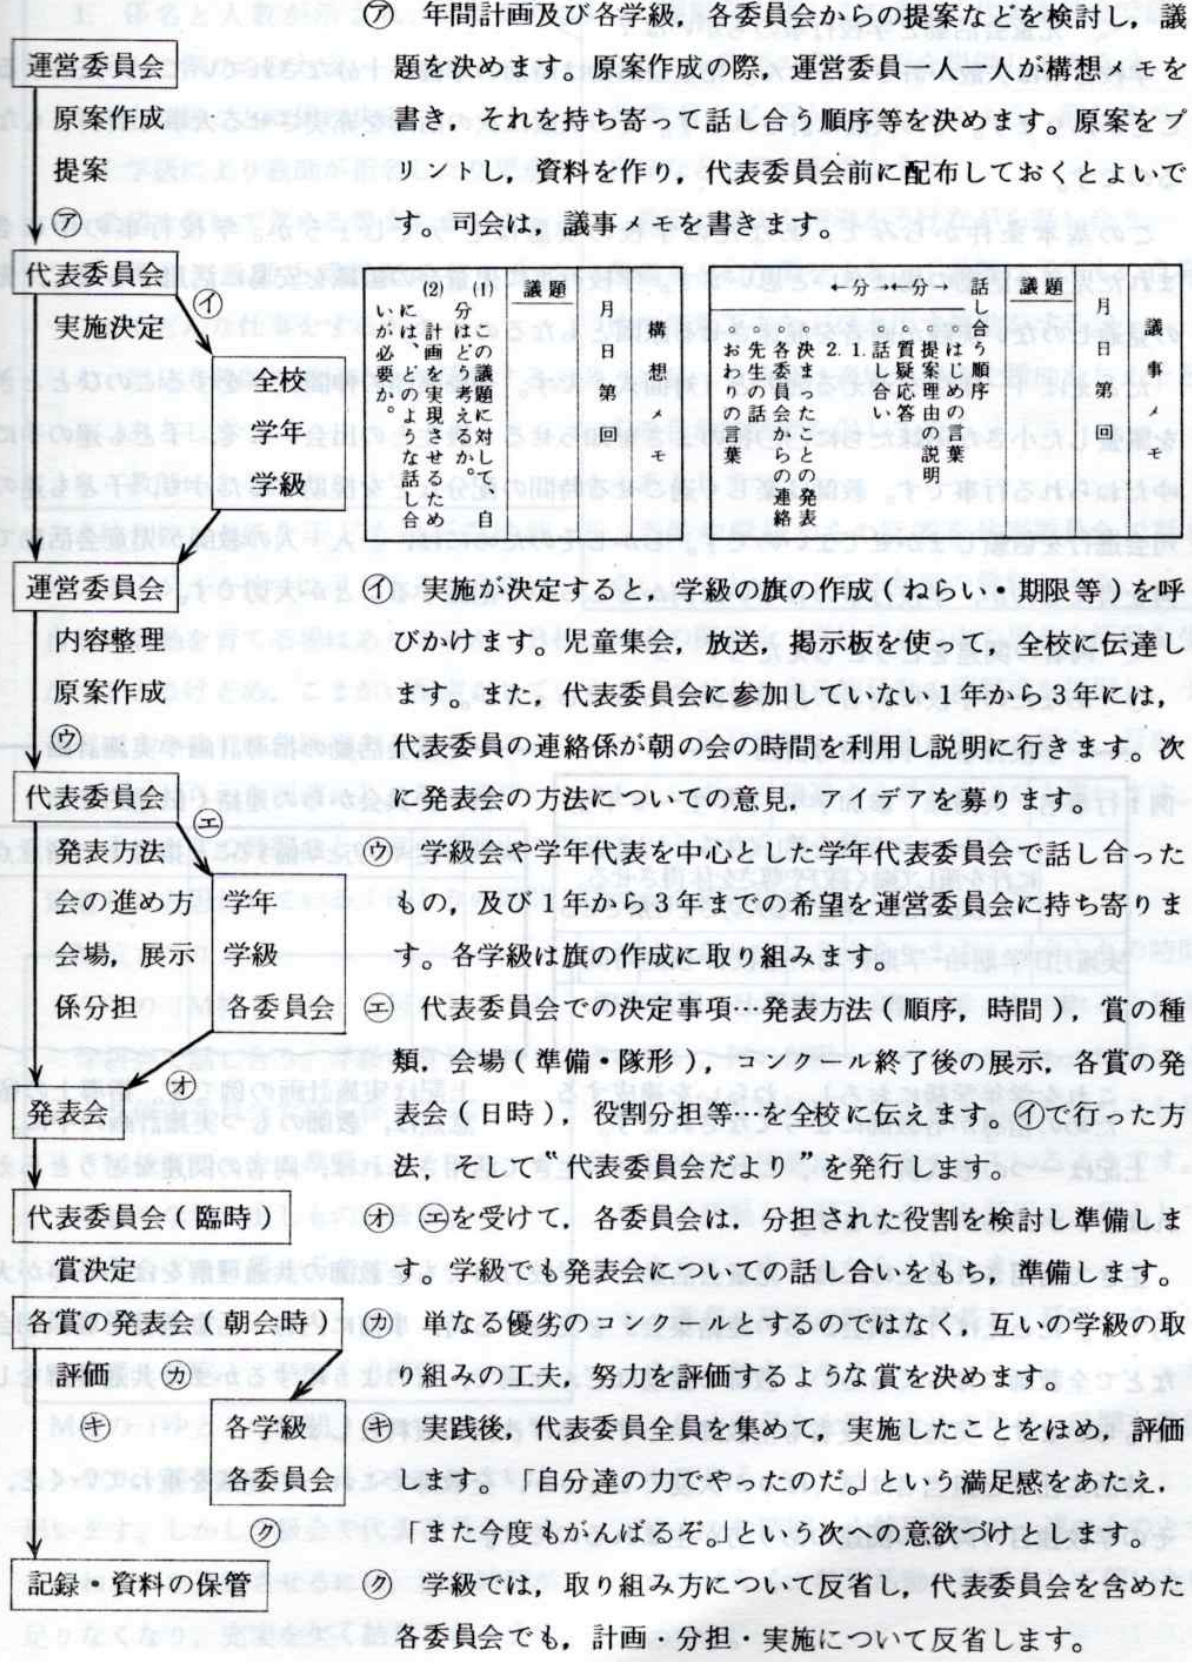 運営委員会
原案作成
提案
㋐
代表委員会
㋑
実施決定
全校
学年
学級
運営委員会
内容整理
原案作成
㋒
代表委員会
㋓
発表方法
会の進め方
会場，展示
係分担
学年
学級
各委員会
㋔
発表会
代表委員会（臨時）
賞決定
各賞の発表会（朝会時）
評価　㋕
㋖
各学級
各委員会
㋗
記録・資料の保管
㋐　年間計画及び各学級，各委員会からの提案などを検討し，議
題を決めます。原案作成の際，運営委員一人一人が構想メモを
書き，それを持ち寄って話し合う順序等を決めます。原案をプ
リントし，資料を作り，代表委員会前に配布しておくとよいで
す。司会は，議事メモを書きます。
議事メモ
月　日　第　回
議題
話し合う順序
←分→←分→
◦はじめの言葉
◦提案理由の説明
◦質疑応答
◦話し合い
1.
2.
◦決まったことの発表
◦各委員会からの連絡
◦先生の話
◦おわりの言葉
構想メモ
月　日　第　回
議題
(1) この議題に対して、自
分はどう考えるか。
(2) 計画を実現させるため
には、どのような話し合
いが必要か。
㋑　実施が決定すると，学級の旗の作成（ねらい・期限等）を呼
びかけます。児童集会，放送，掲示板を使って，全校に伝達し
ます。また，代表委員会に参加していない１年から３年には，
代表委員の連絡係が朝の会の時間を利用し説明に行きます。次
に発表会の方法についての意見，アイデアを募ります。
㋒　学級会や学年代表を中心とした学年代表委員会で話し合った
もの，及び１年から３年までの希望を運営委員会に持ち寄りま
す。各学級は旗の作成に取り組みます。
㋓　代表委員会での決定事項…発表方法（順序，時間），賞の種
類，会場（準備・隊形），コンクール終了後の展示，各賞の発
表会（日時），役割分担等…を全校に伝えます。㋑で行った方
法，そして“代表委員会だより”を発行します。
㋔　㋓を受けて，各委員会は，分担された役割を検討し準備しま
す。学級でも発表会についての話し合いをもち，準備します。
㋕　単なる優劣のコンクールとするのではなく，互いの学級の取
り組みの工夫，努力を評価するような賞を決めます。
㋖　実践後，代表委員全員を集めて，実施したことをほめ，評価
します。「自分達の力でやったのだ。」という満足感をあたえ，
「また今度もがんばるぞ。」という次への意欲づけとします。
㋗　学級では，取り組み方について反省し，代表委員会を含めた
各委員会でも，計画・分担・実施について反省します。